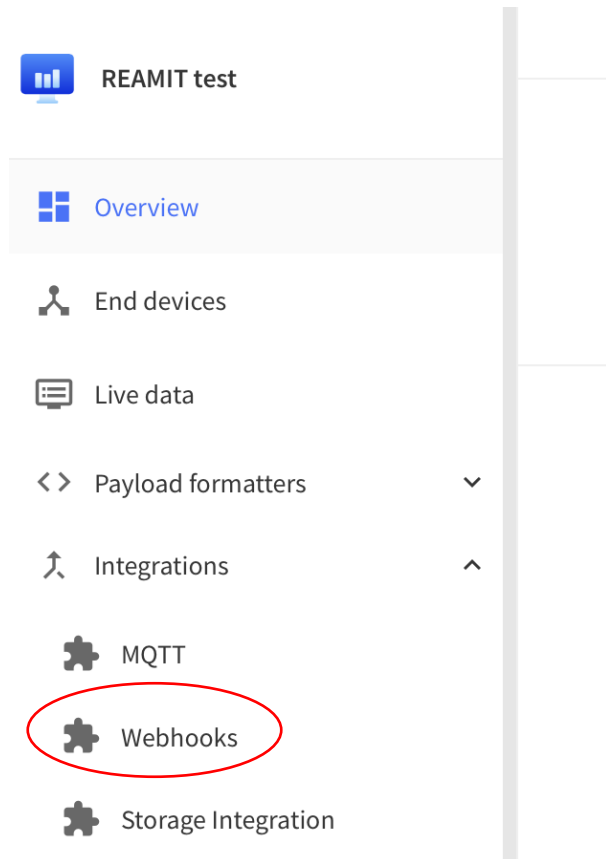 REAMIT test
Overview
End devices
Live data
Payload formatters
Integrations
MQTT
Webhooks
Storage Integration